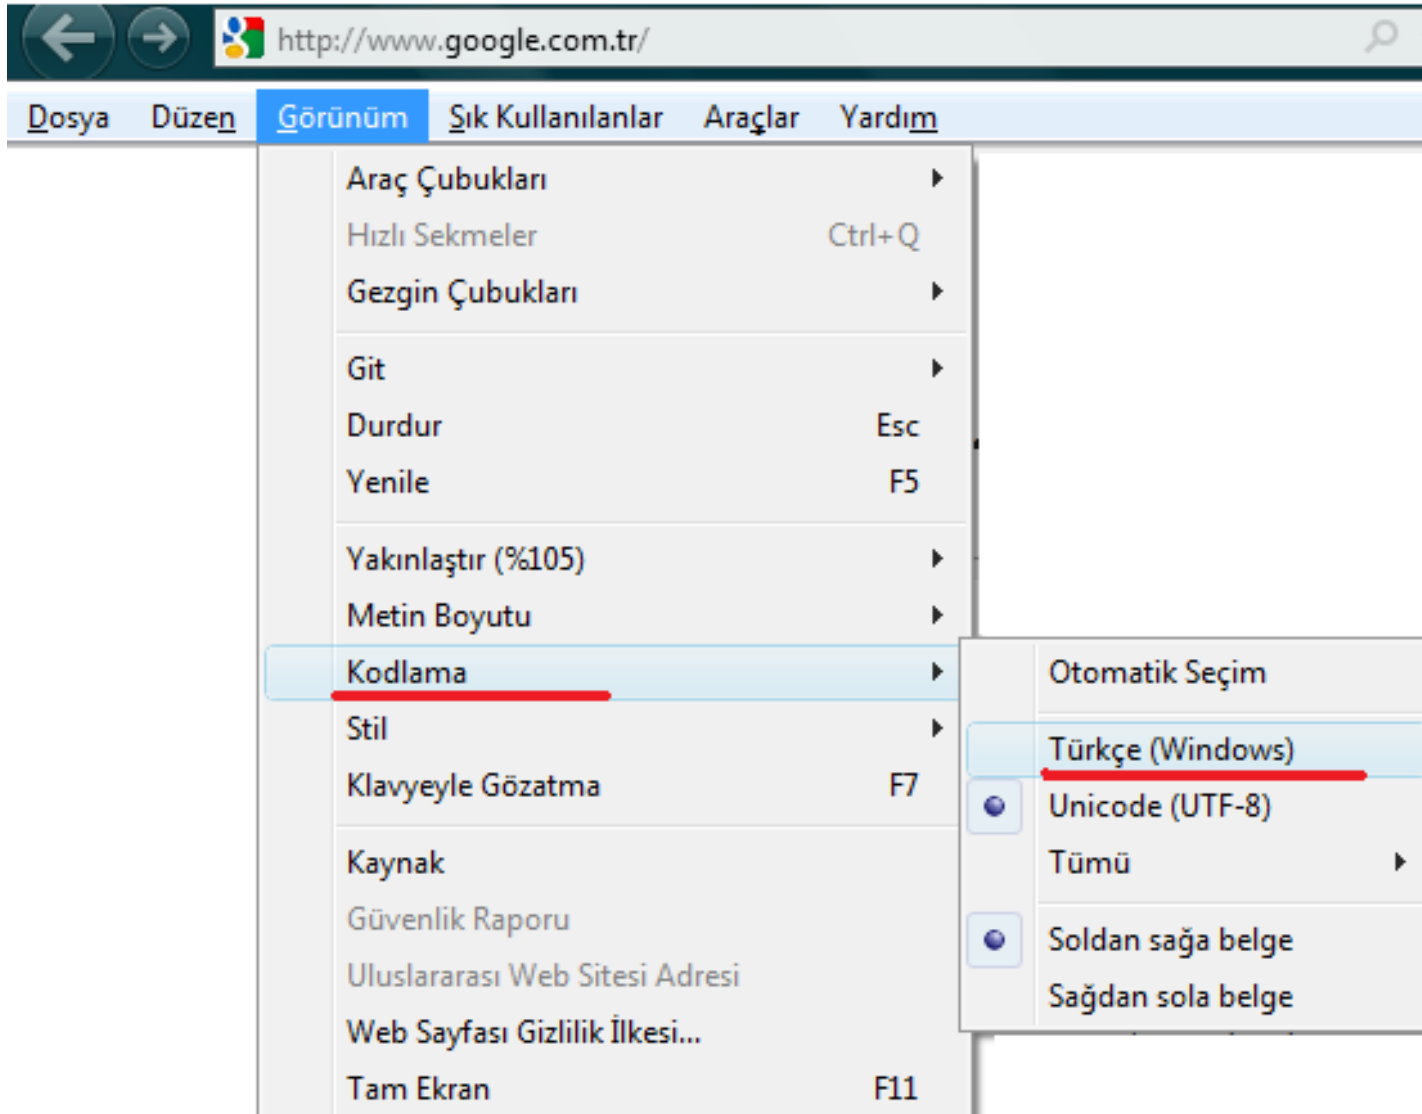 http://www.google.com.tr/
Dosya Düzen Görünüm Sık Kullanılanlar Araçlar Yardım
Araç Çubukları
Hızlı Sekmeler Ctrl+Q
Gezgin Çubukları
Git
Durdur Esc
Yenile F5
Yakınlaştır (%105)
Metin Boyutu
Kodlama
Stil
Klavyeyle Gözatma F7
Kaynak
Güvenlik Raporu
Uluslararası Web Sitesi Adresi
Web Sayfası Gizlilik İlkesi...
Tam Ekran F11
Otomatik Seçim
Türkçe (Windows)
Unicode (UTF-8)
Tümü
Soldan sağa belge
Sağdan sola belge